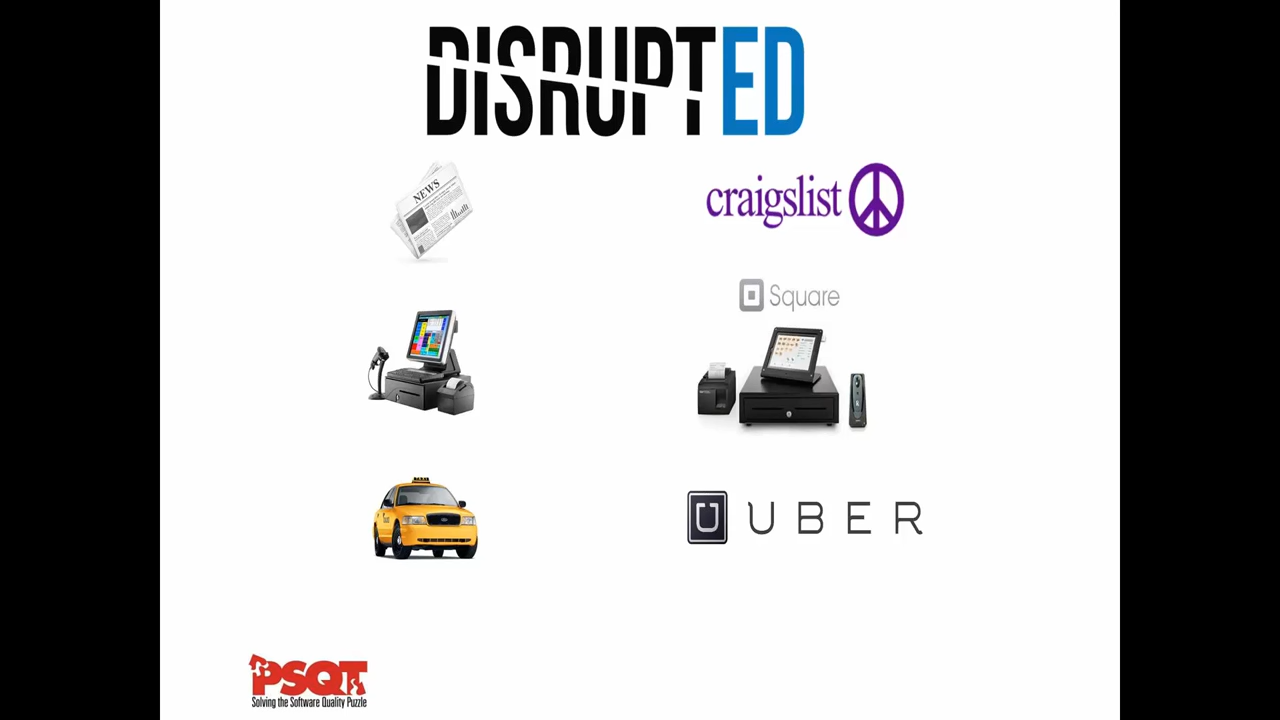 DISRUPTED
NEWS
craigslist
Square
UBER
PSQT
Solving the Software Quality Puzzle